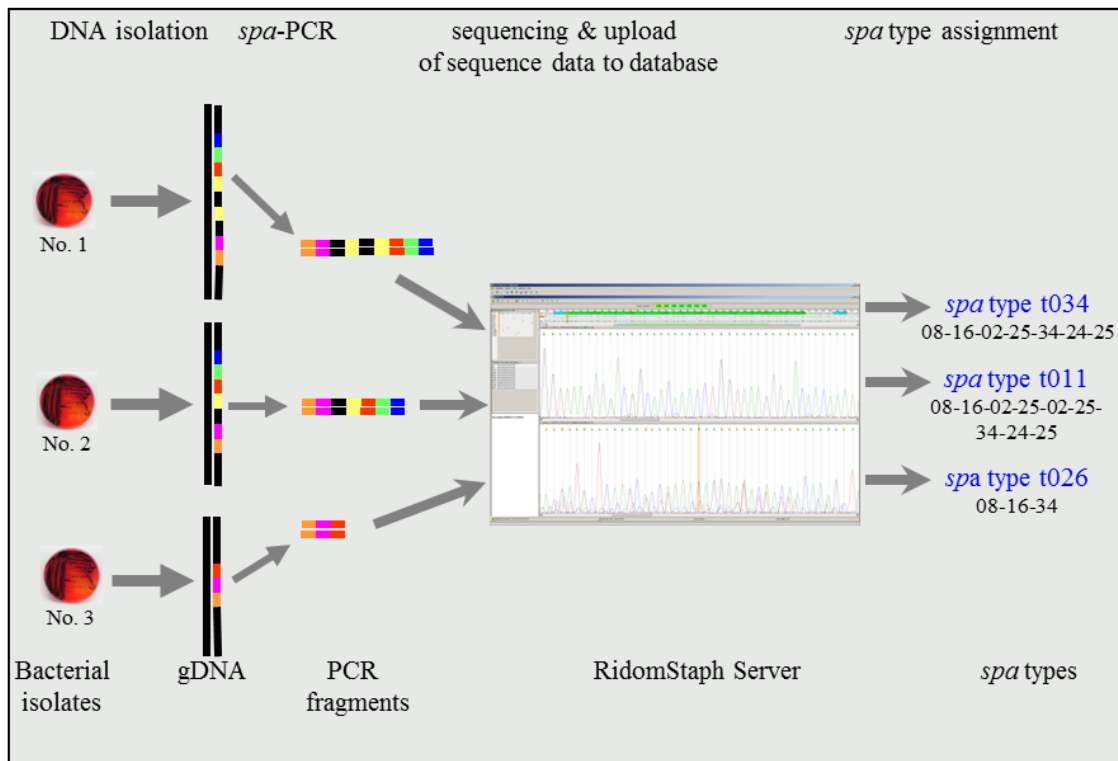 DNA isolation
spa-PCR
sequencing & upload
of sequence data to database
spa type assignment
No. 1
No. 2
No. 3
spa type t034
08-16-02-25-34-24-25
spa type t011
08-16-02-25-02-25-
34-24-25
spa type t026
08-16-34
Bacterial
isolates
gDNA
PCR
fragments
RidomStaph Server
spa types